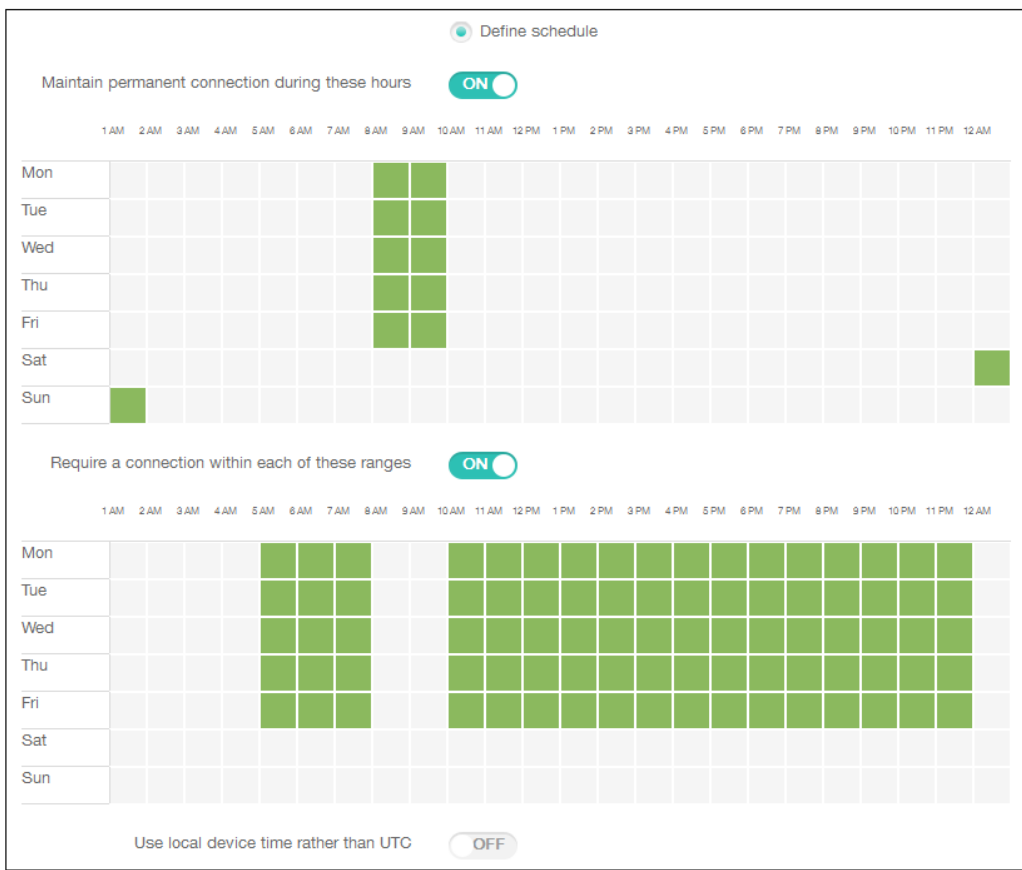 Define schedule
Maintain permanent connection during these hours ON
1 AM 2 AM 3 AM 4 AM 5 AM 6 AM 7 AM 8 AM 9 AM 10 AM 11 AM 12 PM 1 PM 2 PM 3 PM 4 PM 5 PM 6 PM 7 PM 8 PM 9 PM 10 PM 11 PM 12 AM
Mon
Tue
Wed
Thu
Fri
Sat
Sun
Require a connection within each of these ranges ON
1 AM 2 AM 3 AM 4 AM 5 AM 6 AM 7 AM 8 AM 9 AM 10 AM 11 AM 12 PM 1 PM 2 PM 3 PM 4 PM 5 PM 6 PM 7 PM 8 PM 9 PM 10 PM 11 PM 12 AM
Mon
Tue
Wed
Thu
Fri
Sat
Sun
Use local device time rather than UTC OFF